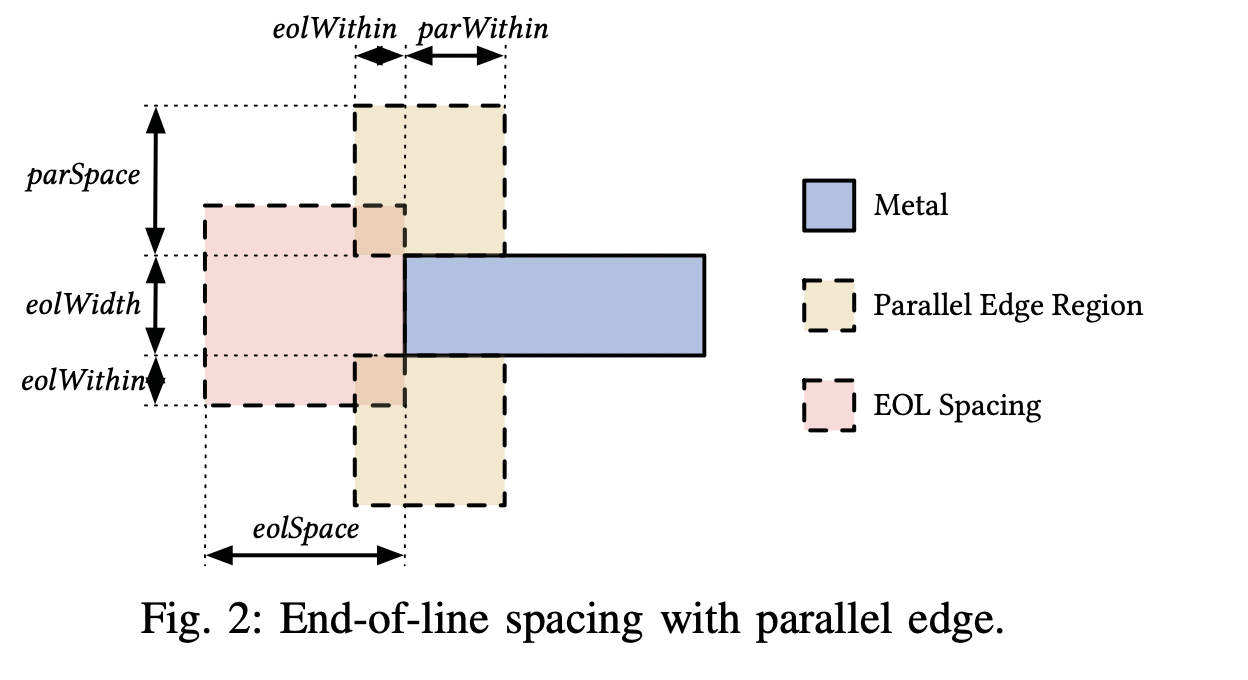 eolWithin parWithin
parSpace
eolWidth
eolWithin
eolSpace
Metal
Parallel Edge Region
EOL Spacing
Fig. 2: End-of-line spacing with parallel edge.